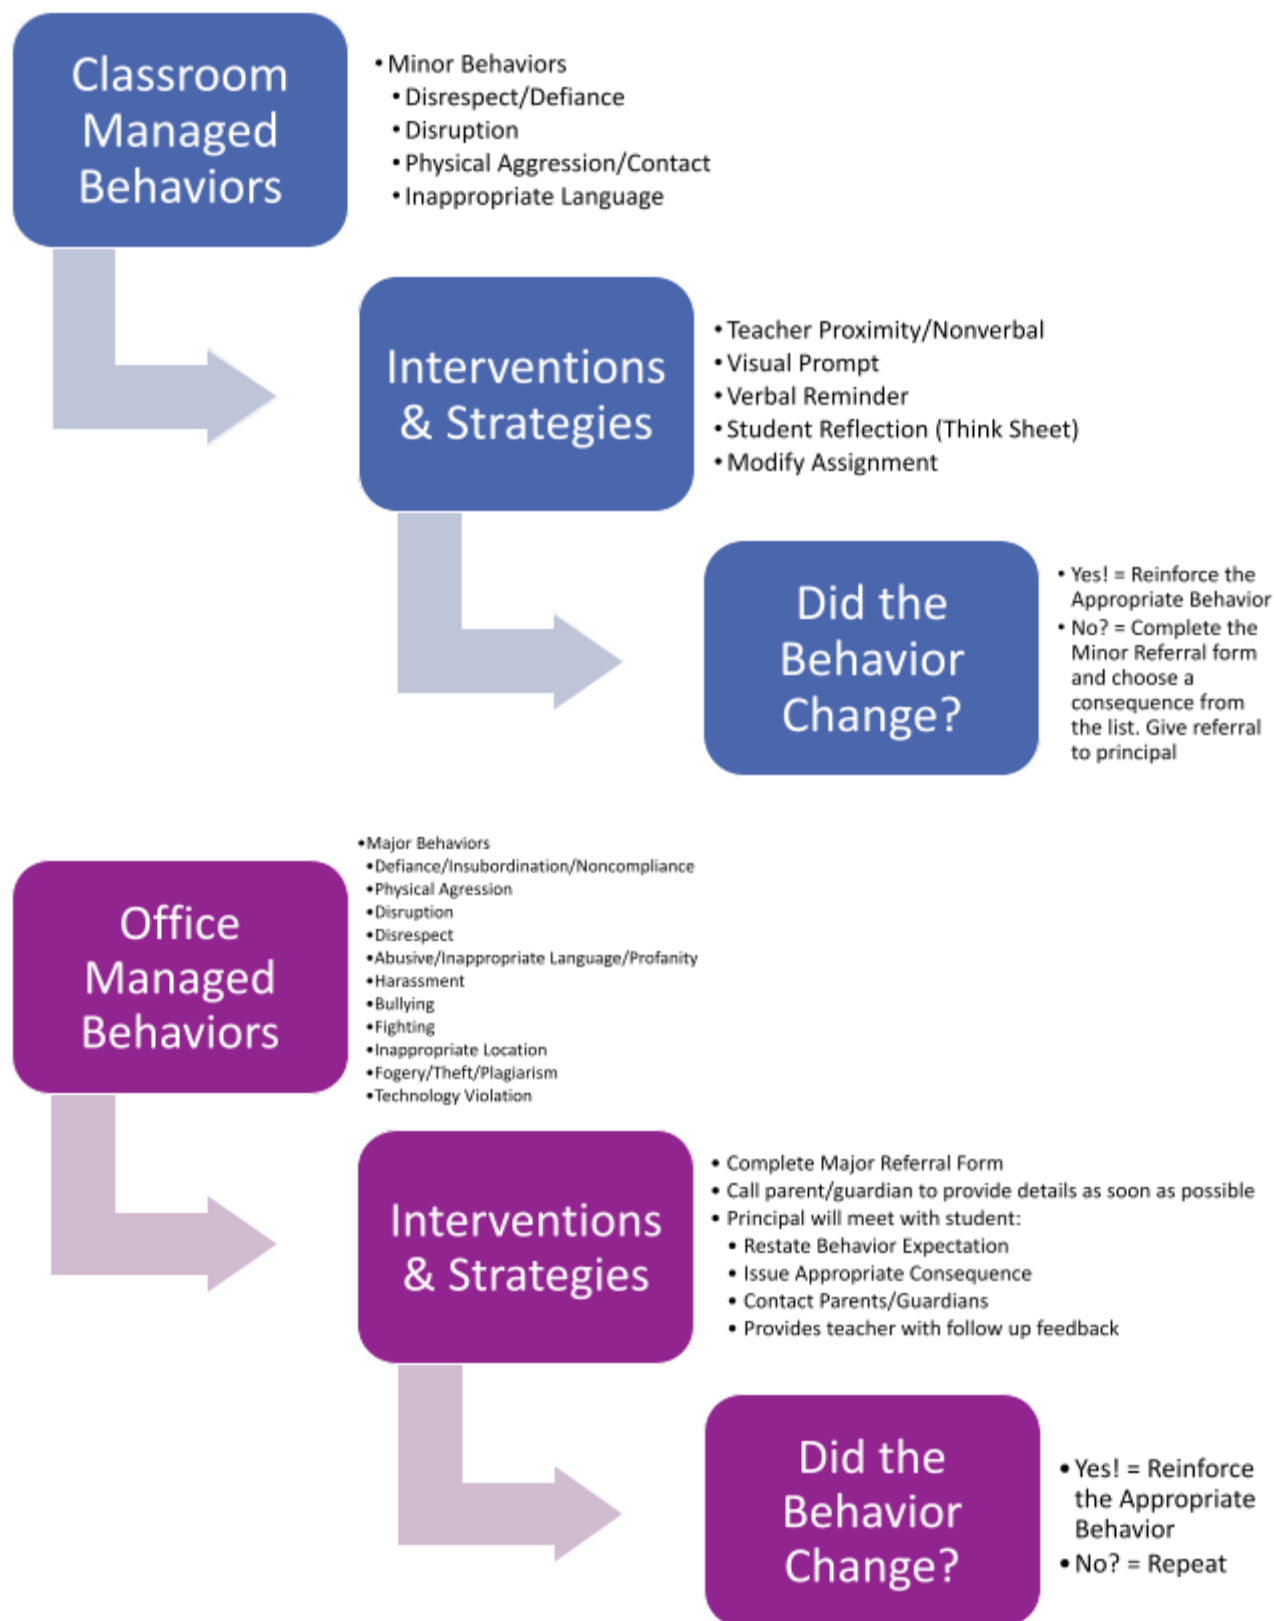 Classroom
Managed
Behaviors
• Minor Behaviors
• Disrespect/Defiance
• Disruption
• Physical Aggression/Contact
• Inappropriate Language
Interventions
& Strategies
• Teacher Proximity/Nonverbal
• Visual Prompt
• Verbal Reminder
• Student Reflection (Think Sheet)
• Modify Assignment
Did the
Behavior
Change?
• Yes! = Reinforce the
Appropriate Behavior
• No? = Complete the
Minor Referral form
and choose a
consequence from
the list. Give referral
to principal
Office
Managed
Behaviors
• Major Behaviors
• Defiance/Insubordination/Noncompliance
• Physical Agression
• Disruption
• Disrespect
• Abusive/Inappropriate Language/Profanity
• Harassment
• Bullying
• Fighting
• Inappropriate Location
• Fogery/Theft/Plagiarism
• Technology Violation
Interventions
& Strategies
• Complete Major Referral Form
• Call parent/guardian to provide details as soon as possible
• Principal will meet with student:
• Restate Behavior Expectation
• Issue Appropriate Consequence
• Contact Parents/Guardians
• Provides teacher with follow up feedback
Did the
Behavior
Change?
• Yes! = Reinforce
the Appropriate
Behavior
• No? = Repeat